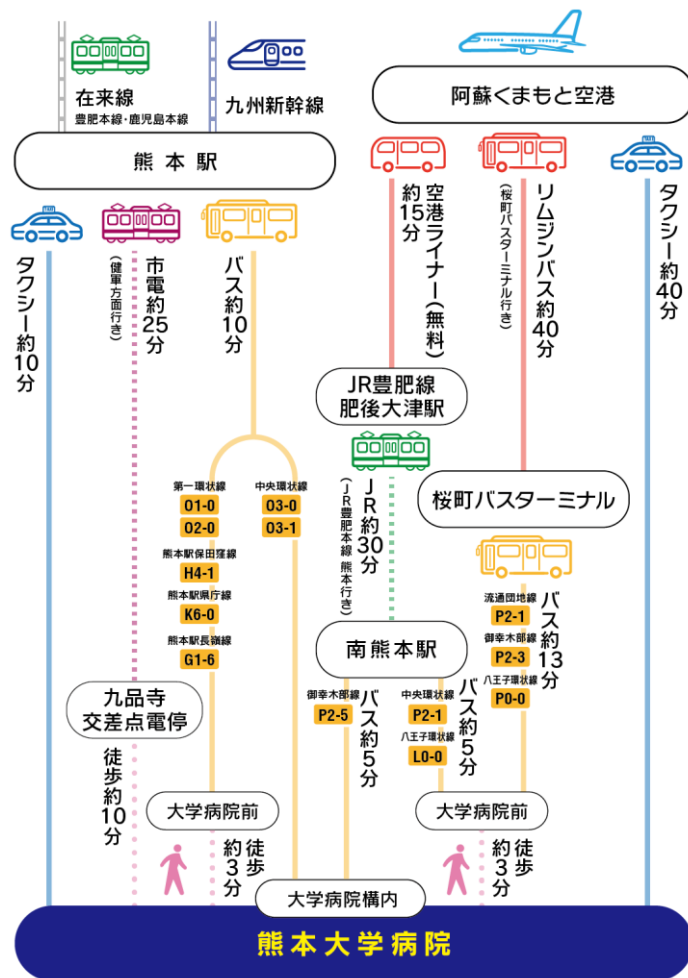 在来線
豊肥本線・鹿児島本線
九州新幹線
熊本駅
タクシー約10分
市電約25分
(健軍方面行き)
バス約10分
第一環状線
O1-0
O2-0
熊本駅保田窪線
H4-1
熊本駅県庁線
K6-0
熊本駅長嶺線
G1-6
中央環状線
O3-0
O3-1
九品寺
交差点電停
徒歩約10分
大学病院前
徒歩
約3分
阿蘇くまもと空港
空港ライナー(無料)
約15分
JR豊肥線
肥後大津駅
JR約30分
(JR豊肥本線 熊本行き)
南熊本駅
御幸木部線
P2-5
バス約5分
中央環状線
P2-1
八王子環状線
L0-0
バス約5分
リムジンバス約40分
(桜町バスターミナル行き)
桜町バスターミナル
バス約13分
流通団地線
P2-1
御幸木部線
P2-3
八王子環状線
P0-0
大学病院前
徒歩
約3分
タクシー約40分
大学病院構内
熊本大学病院